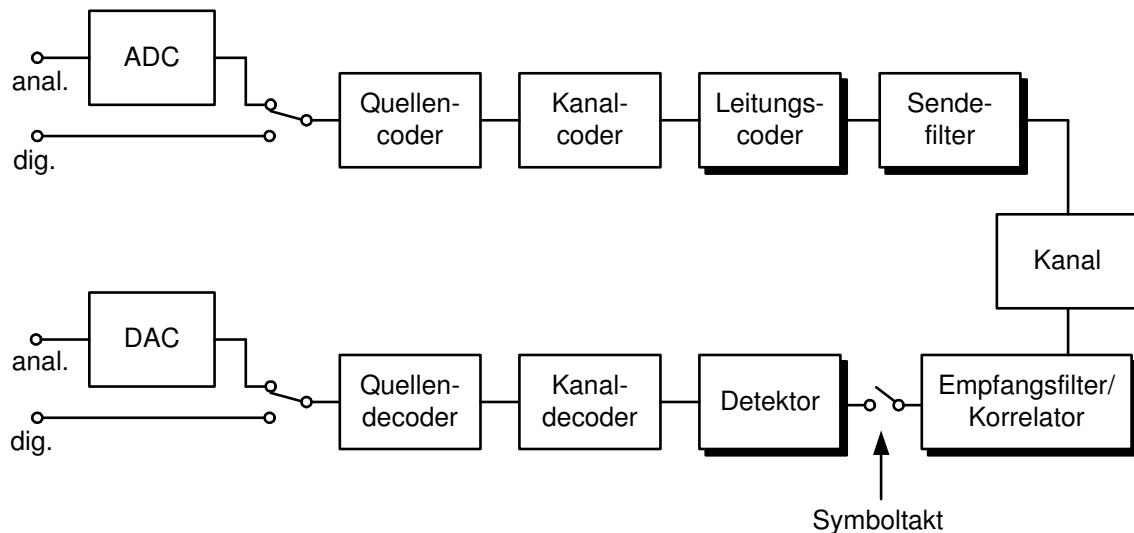 ADC
anal.
dig.
Quellen-
coder
Kanal-
coder
Leitungs-
coder
Sende-
filter
Kanal
DAC
anal.
dig.
Quellen-
decoder
Kanal-
decoder
Detektor
Empfangsfilter/
Korrelator
Symboltakt